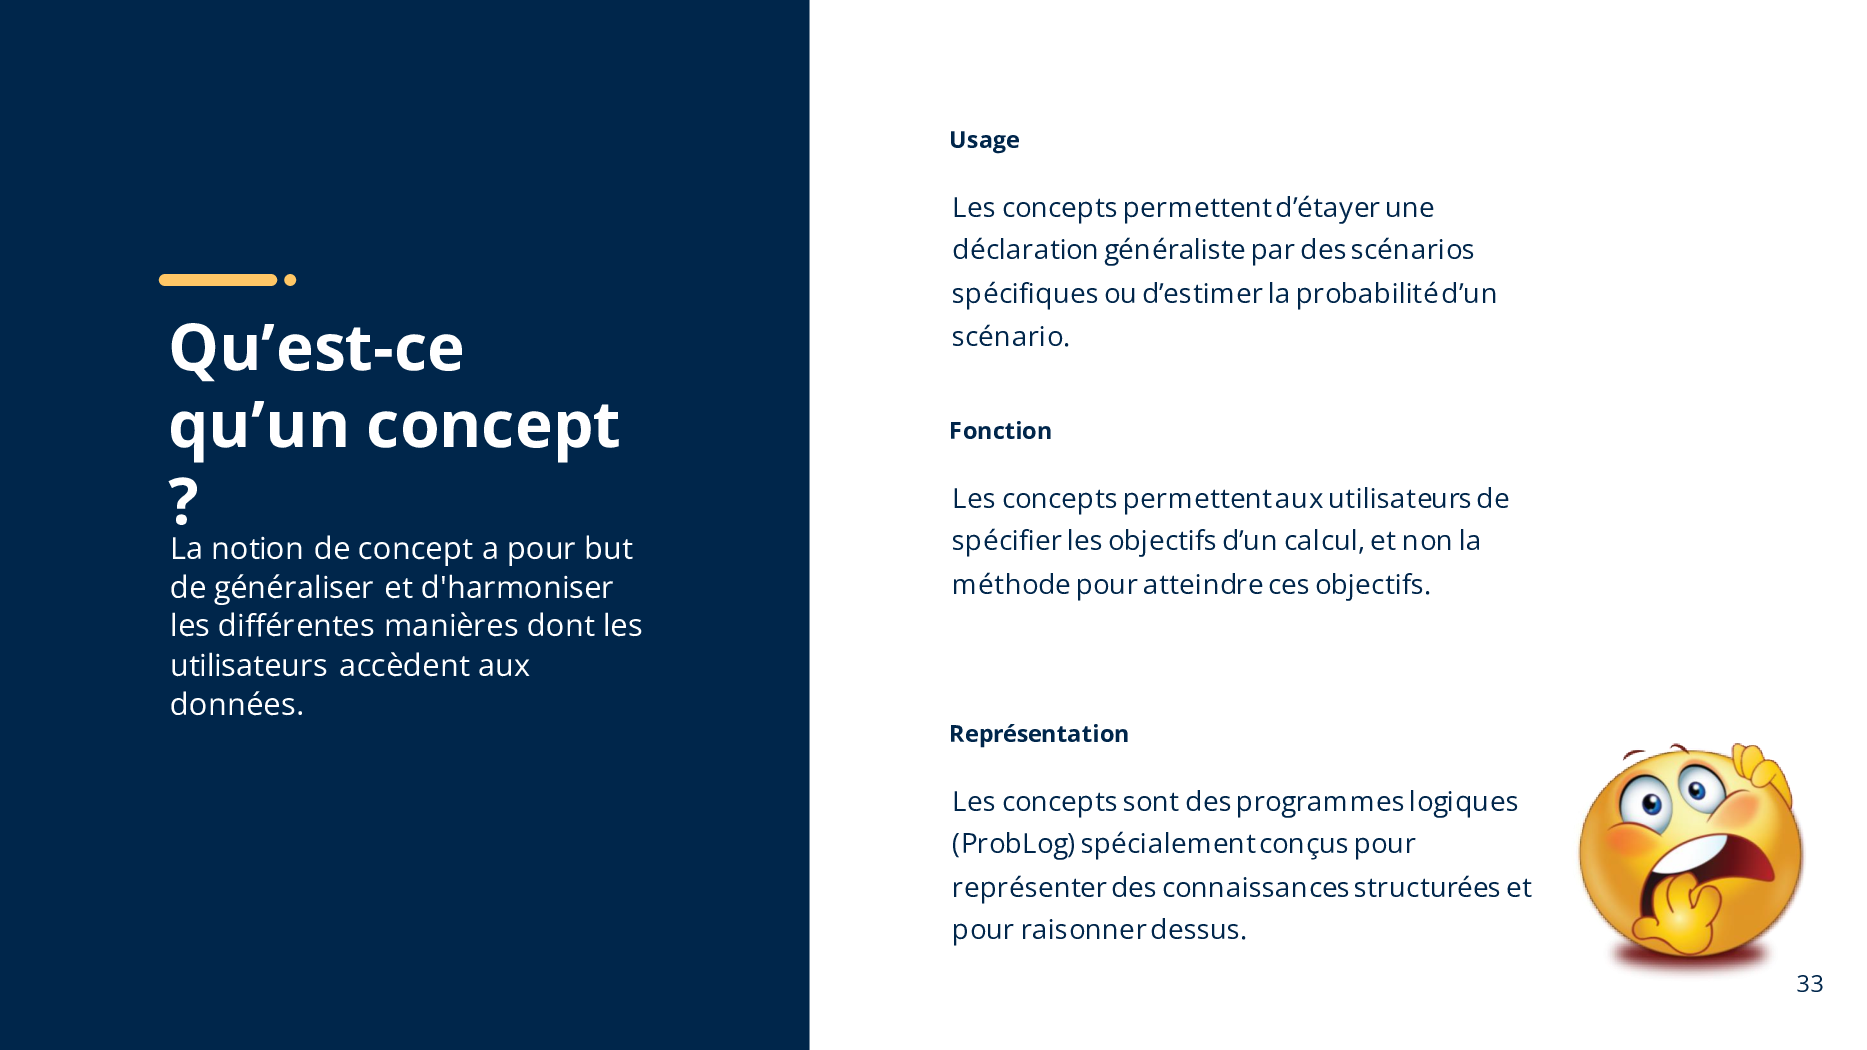 Qu’est-ce
qu’un concept
?
La notion de concept a pour but
de généraliser et d'harmoniser
les différentes manières dont les
utilisateurs accèdent aux
données.
Usage
Les concepts permettent d’étayer une
déclaration généraliste par des scénarios
spécifiques ou d’estimer la probabilité d’un
scénario.
Fonction
Les concepts permettent aux utilisateurs de
spécifier les objectifs d’un calcul, et non la
méthode pour atteindre ces objectifs.
Représentation
Les concepts sont des programmes logiques
(ProbLog) spécialement conçus pour
représenter des connaissances structurées et
pour raisonner dessus.
33